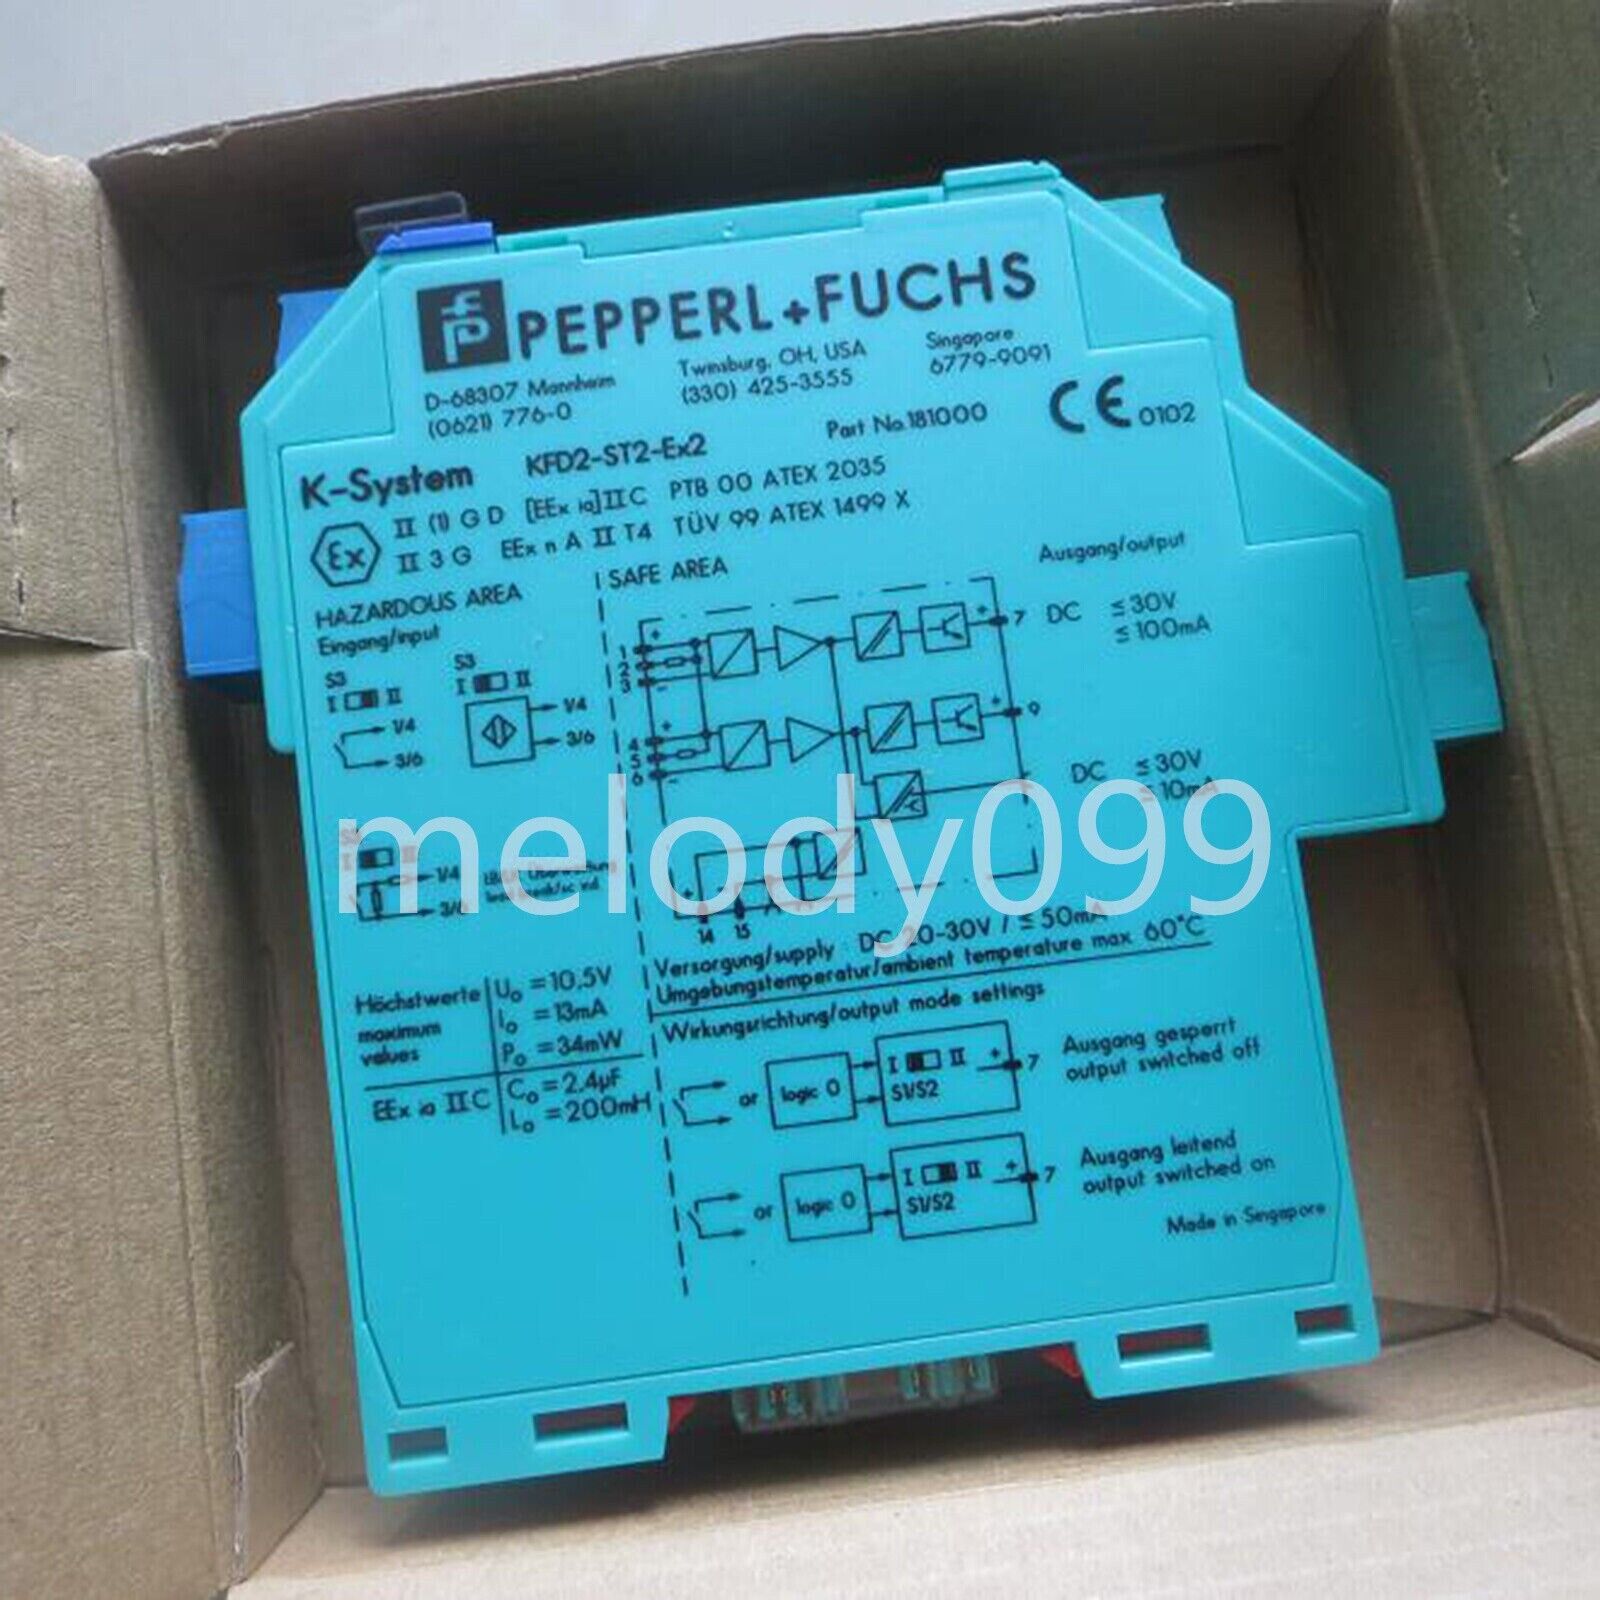 PEPPERL+FUCHS
D-68307 Mannheim
(0621) 776-0
Twinsburg, OH, USA
(330) 425-3555
Singapore
6779-9091
K-System
KFD2-ST2-Ex2
Part No.181000
CE 0102
Ex
II (1) G D [EEx ia]IIC PTB 00 ATEX 2035
II 3 G EEx n A II T4 TÜV 99 ATEX 1499 X
HAZARDOUS AREA
Eingang/input
S3
I II
1/4
3/6
S3
I II
1/4
3/6
I
1/4
3/6
SAFE AREA
Ausgang/output
1
2
3
4
5
6
+
-
+
-
+ 7
+ 9
DC ≤30V
≤100mA
DC ≤30V
≤10mA
+
14 15
melody099
Versorgung/supply DC 20-30V / ≤50mA
Umgebungstemperatur/ambient temperature max. 60°C
Höchstwerte
maximum
values
Uo = 10,5V
Io = 13mA
Po = 34mW
EEx ia IIC
Co = 2,4µF
Lo = 200mH
Wirkungsrichtung/output mode settings
or
logic 0
I II +
S1/S2
7
Ausgang gesperrt
output switched off
or
logic 0
I II +
S1/S2
7
Ausgang leitend
output switched on
Made in Singapore